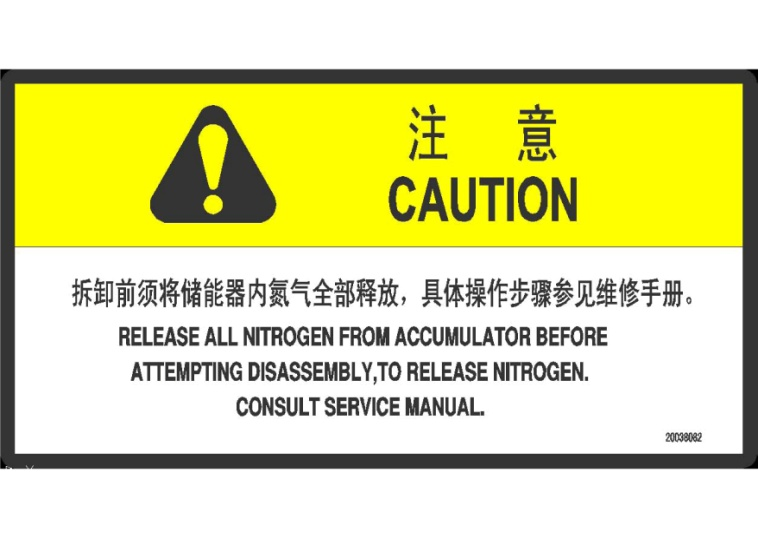 注 意
CAUTION
拆卸前须将储能器内氮气全部释放，具体操作步骤参见维修手册。
RELEASE ALL NITROGEN FROM ACCUMULATOR BEFORE
ATTEMPTING DISASSEMBLY,TO RELEASE NITROGEN.
CONSULT SERVICE MANUAL.
20038082